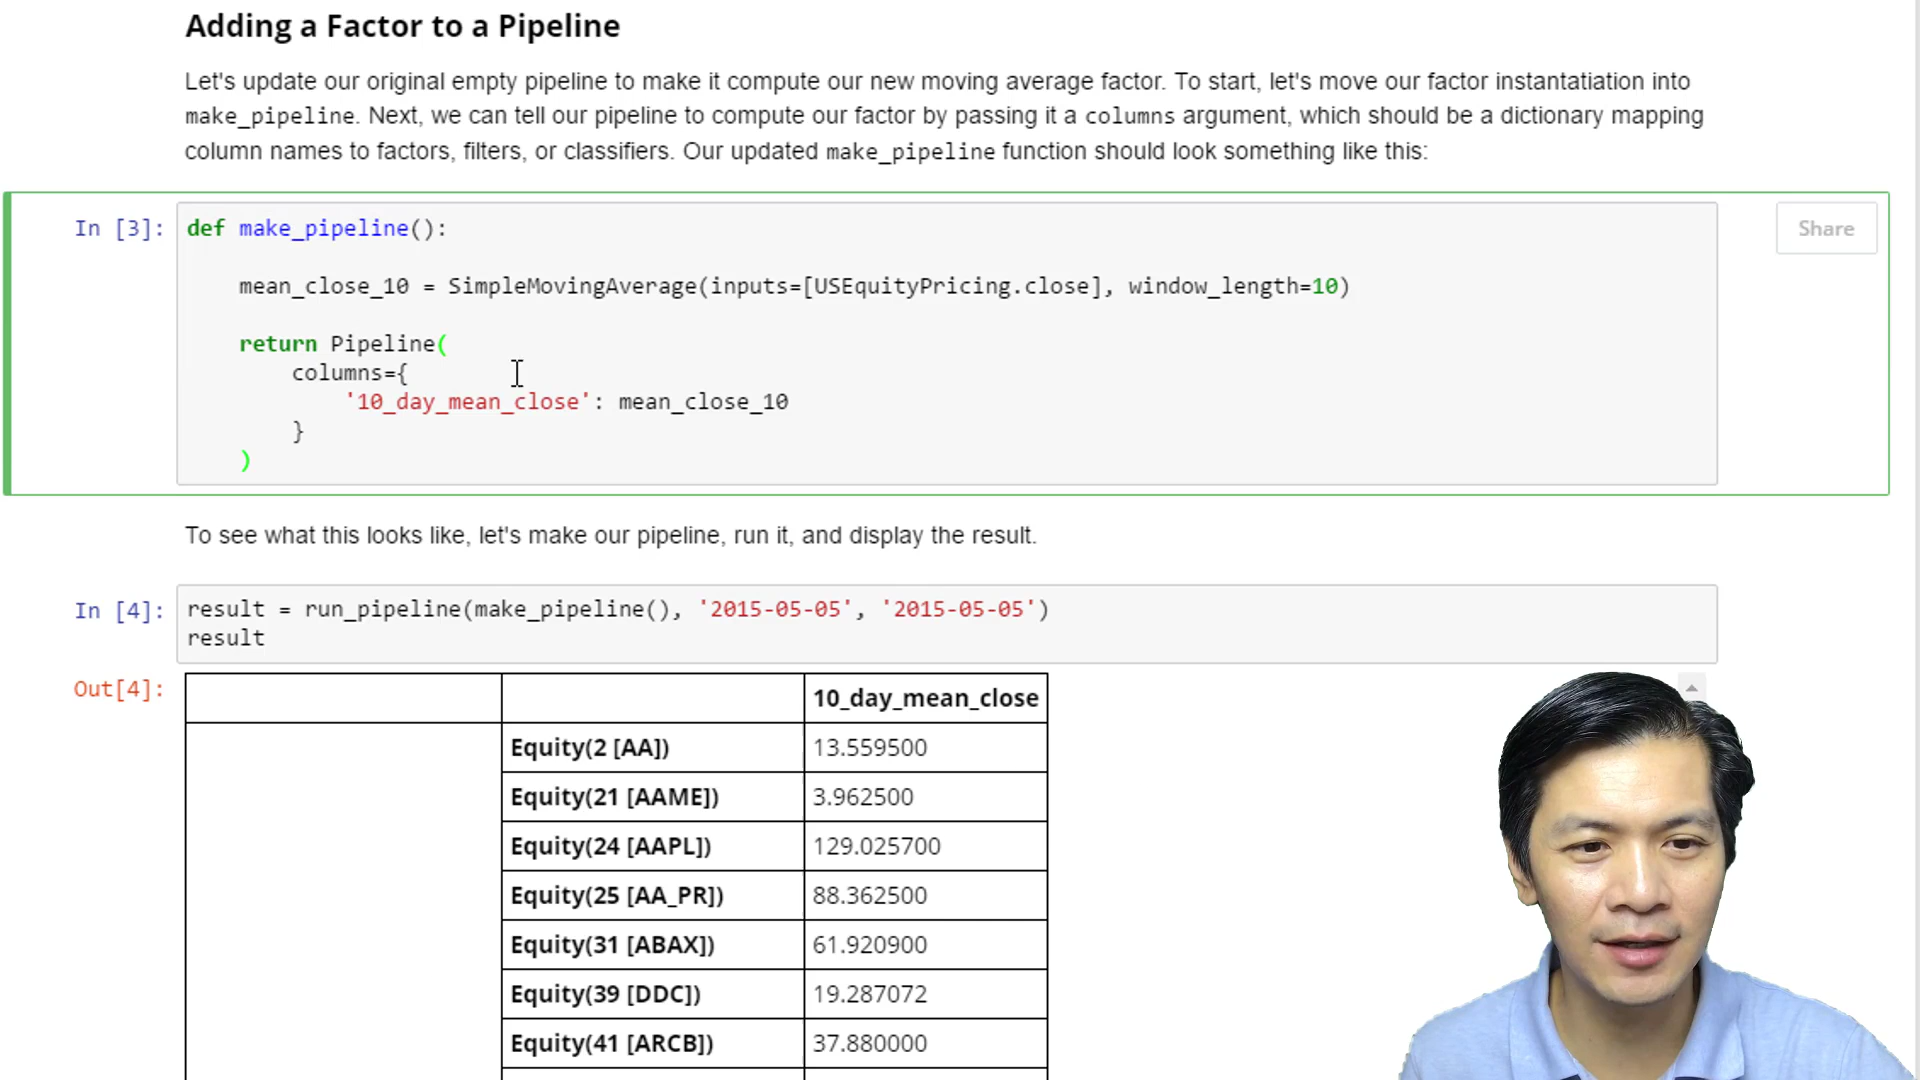 Adding a Factor to a Pipeline
Let's update our original empty pipeline to make it compute our new moving average factor. To start, let's move our factor instantatiation into
make_pipeline. Next, we can tell our pipeline to compute our factor by passing it a columns argument, which should be a dictionary mapping
column names to factors, filters, or classifiers. Our updated make_pipeline function should look something like this:
In [3]: def make_pipeline():
Share
mean_close_10 = SimpleMovingAverage(inputs=[USEquityPricing.close], window_length=10)
return Pipeline(
columns={
'10_day_mean_close': mean_close_10
}
)
To see what this looks like, let's make our pipeline, run it, and display the result.
In [4]: result = run_pipeline(make_pipeline(), '2015-05-05', '2015-05-05')
result
Out[4]:
10_day_mean_close
Equity(2 [AA]) 13.559500
Equity(21 [AAME]) 3.962500
Equity(24 [AAPL]) 129.025700
Equity(25 [AA_PR]) 88.362500
Equity(31 [ABAX]) 61.920900
Equity(39 [DDC]) 19.287072
Equity(41 [ARCB]) 37.880000